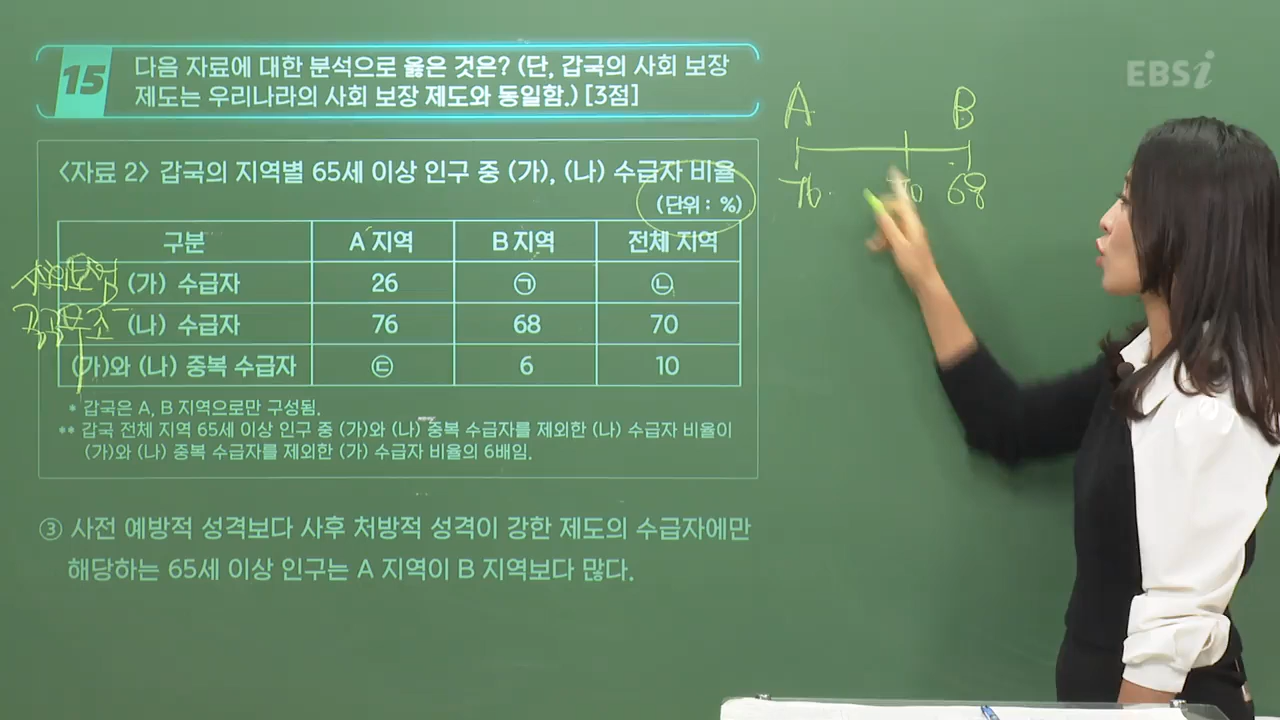 15 다음 자료에 대한 분석으로 옳은 것은? (단, 갑국의 사회 보장
제도는 우리나라의 사회 보장 제도와 동일함.) [3점]
EBSi
A B
76 70 68
<자료 2> 갑국의 지역별 65세 이상 인구 중 (가), (나) 수급자 비율
(단위 : %)
구분 A 지역 B 지역 전체 지역
사회보험 (가) 수급자 26 ㉠ ㉡
공공부조 (나) 수급자 76 68 70
(가)와 (나) 중복 수급자 ㉢ 6 10
* 갑국은 A, B 지역으로만 구성됨.
** 갑국 전체 지역 65세 이상 인구 중 (가)와 (나) 중복 수급자를 제외한 (나) 수급자 비율이
(가)와 (나) 중복 수급자를 제외한 (가) 수급자 비율의 6배임.
③ 사전 예방적 성격보다 사후 처방적 성격이 강한 제도의 수급자에만
해당하는 65세 이상 인구는 A 지역이 B 지역보다 많다.